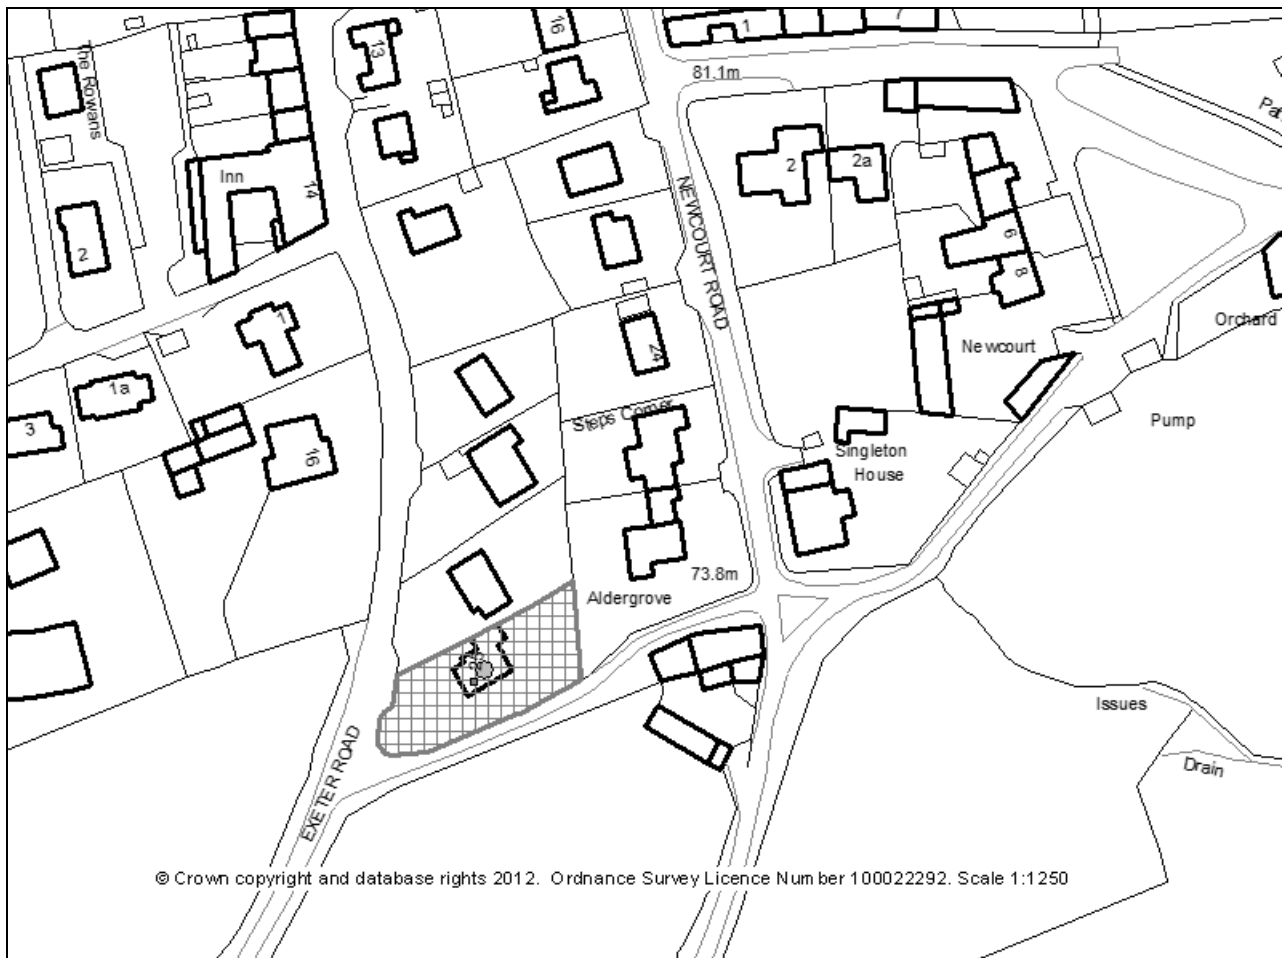 16
1
7
13
81.1m
The Rowans
Inn
14
2
2a
NEWCOURT ROAD
2
6
8
Orchard
1
24
Newcourt
1a
Steps Corner
3
16
Singleton
House
Pump
73.8m
Aldergrove
Issues
Drain
EXETER ROAD
© Crown copyright and database rights 2012. Ordnance Survey Licence Number 100022292. Scale 1:1250